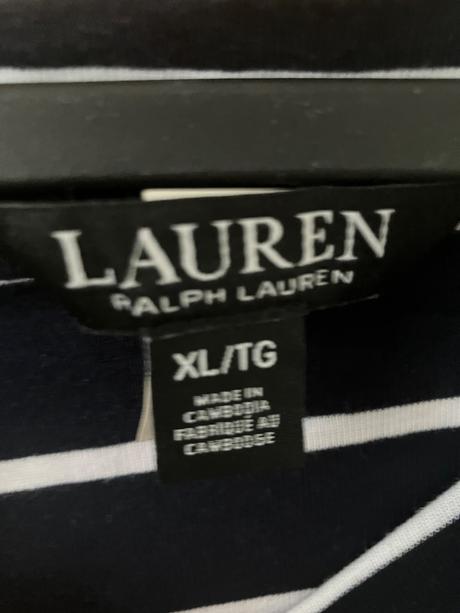 LAUREN
RALPH LAUREN
XL/TG
MADE IN
CAMBODIA
FABRIQUE AU
CAMBODGE